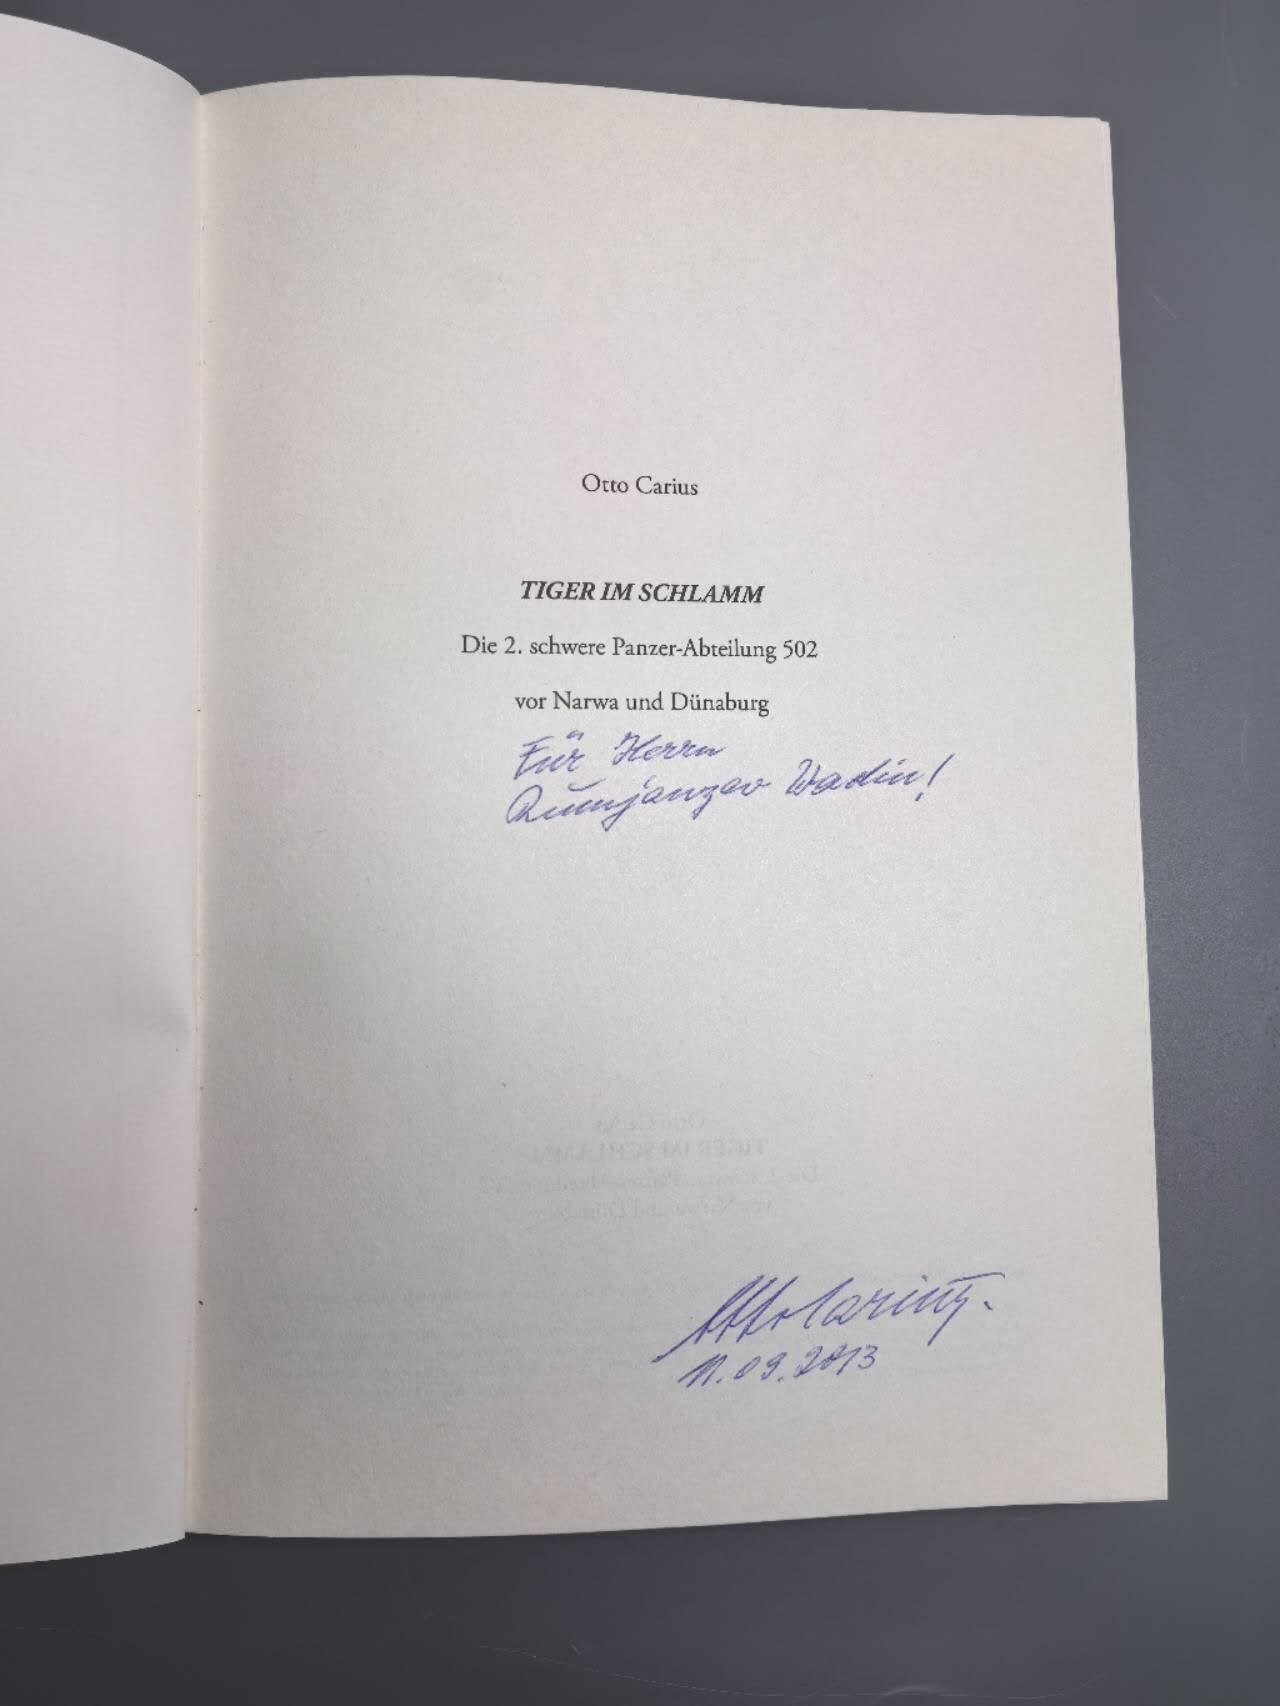 Otto Carius
TIGER IM SCHLAMM
Die 2. schwere Panzer-Abteilung 502
vor Narwa und Dünaburg
Für Herrn
Rumjanzev Wadin!
Otto Carius.
11.09.2013